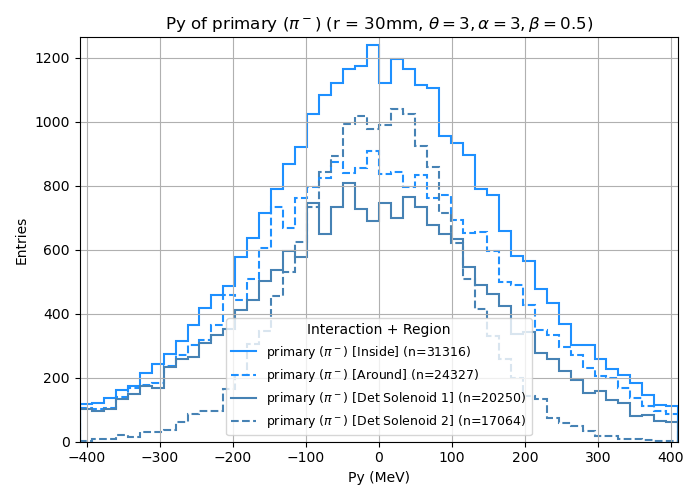 Py of primary (π⁻) (r = 30mm, θ = 3, α = 3, β = 0.5)
1200
1000
800
600
400
200
0
Entries
Interaction + Region
primary (π⁻) [Inside] (n=31316)
primary (π⁻) [Around] (n=24327)
primary (π⁻) [Det Solenoid 1] (n=20250)
primary (π⁻) [Det Solenoid 2] (n=17064)
−400 −300 −200 −100 0 100 200 300 400
Py (MeV)